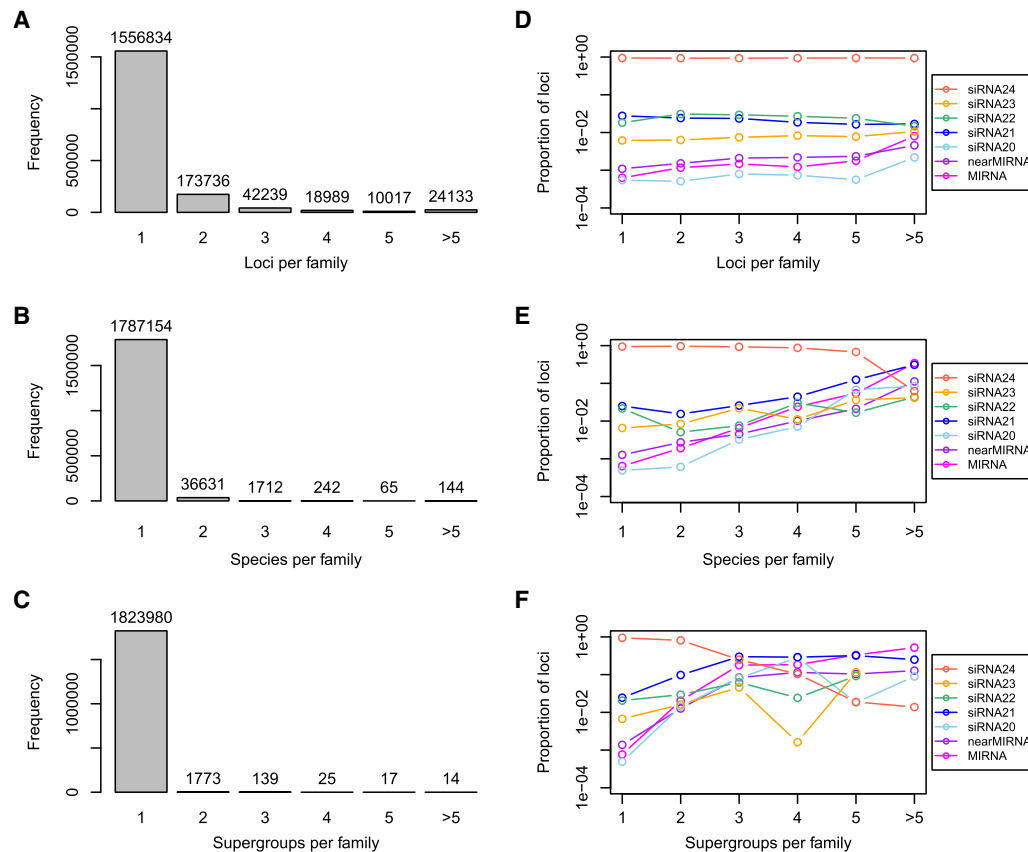 A
Frequency
0
500000
1500000
1556834
173736
42239
18989
10017
24133
1 2 3 4 5 >5
Loci per family
B
Frequency
0
500000
1500000
1787154
36631
1712
242
65
144
1 2 3 4 5 >5
Species per family
C
Frequency
0
1000000
1823980
1773
139
25
17
14
1 2 3 4 5 >5
Supergroups per family
D
Proportion of loci
1e-04
1e-02
1e+00
1 2 3 4 5 >5
Loci per family
siRNA24
siRNA23
siRNA22
siRNA21
siRNA20
nearMIRNA
MIRNA
E
Proportion of loci
1e-04
1e-02
1e+00
1 2 3 4 5 >5
Species per family
siRNA24
siRNA23
siRNA22
siRNA21
siRNA20
nearMIRNA
MIRNA
F
Proportion of loci
1e-04
1e-02
1e+00
1 2 3 4 5 >5
Supergroups per family
siRNA24
siRNA23
siRNA22
siRNA21
siRNA20
nearMIRNA
MIRNA